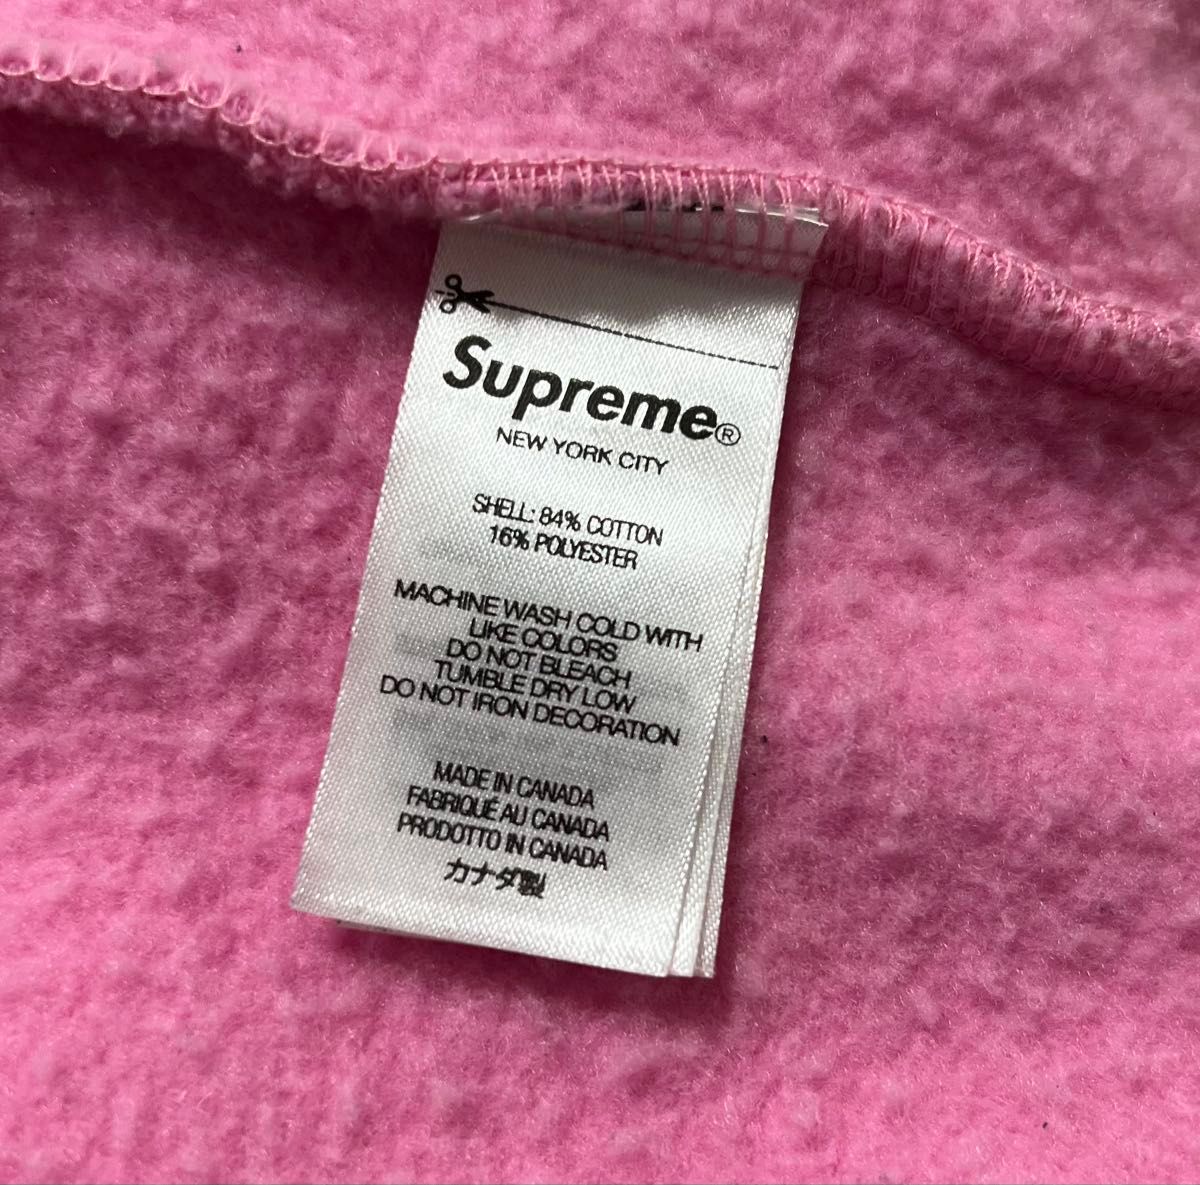 Supreme®
NEW YORK CITY
SHELL: 84% COTTON
16% POLYESTER
MACHINE WASH COLD WITH
LIKE COLORS
DO NOT BLEACH
TUMBLE DRY LOW
DO NOT IRON DECORATION
MADE IN CANADA
FABRIQUÉ AU CANADA
PRODOTTO IN CANADA
カナダ製